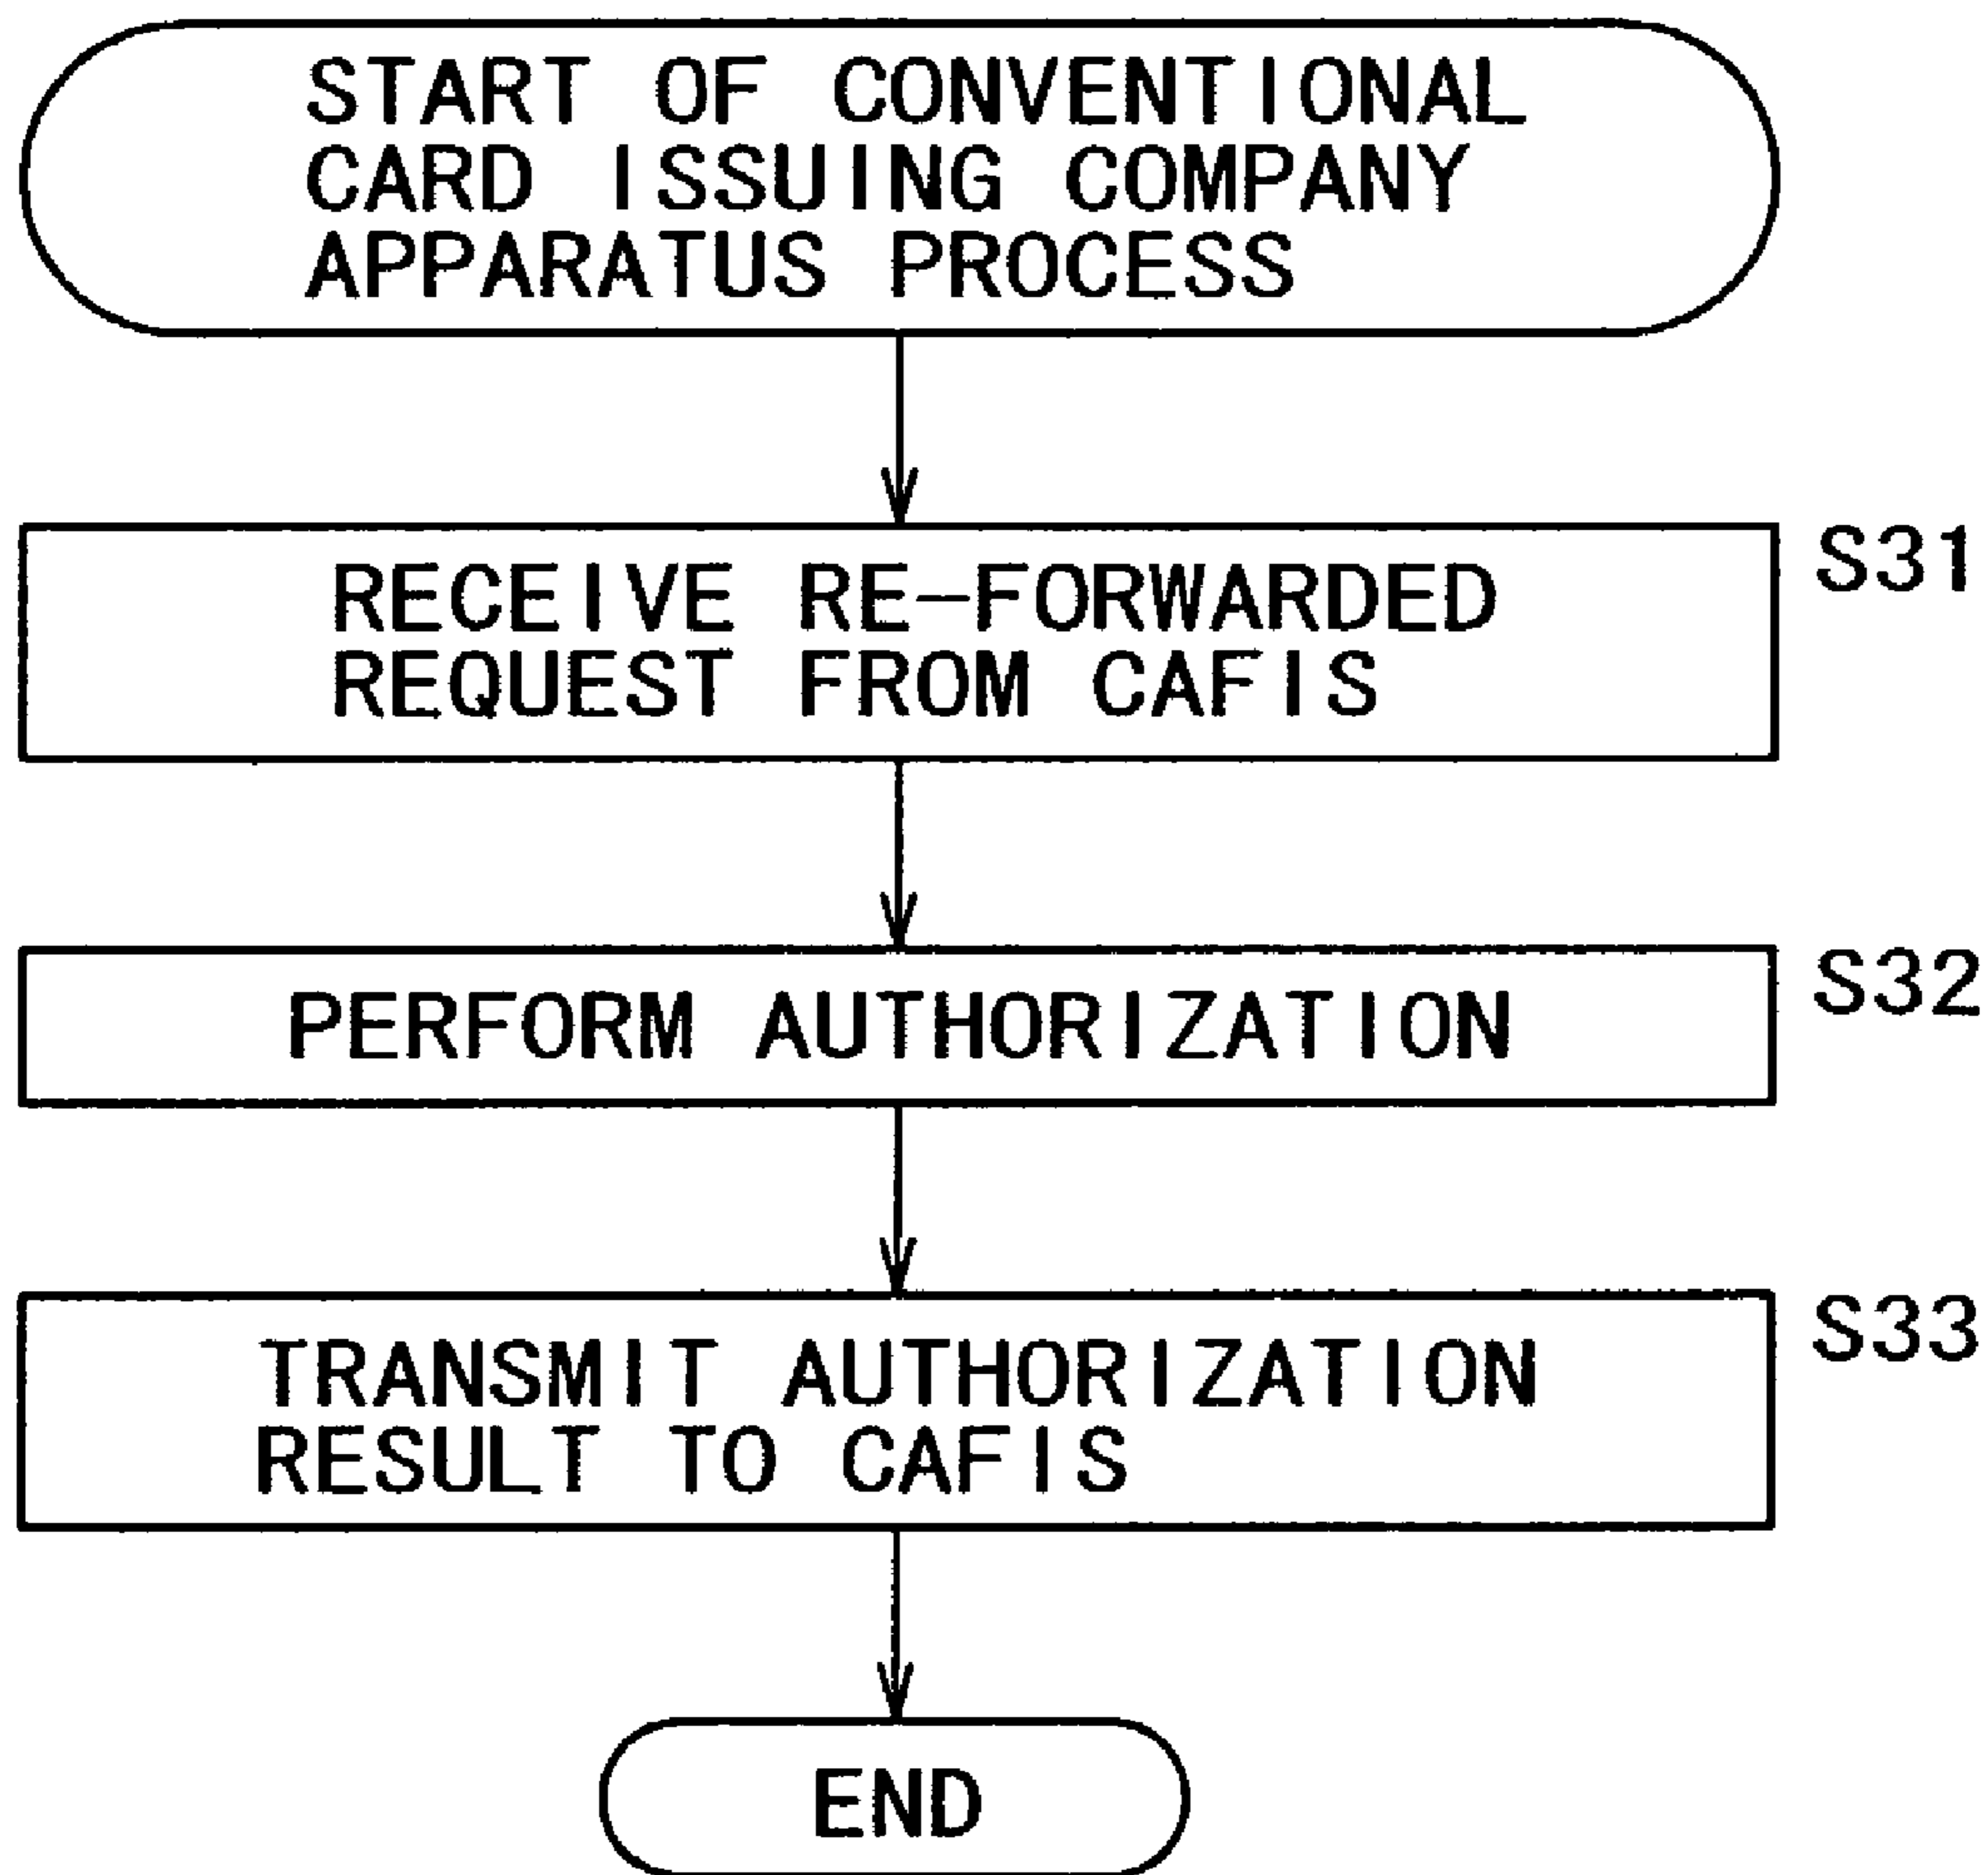 START OF CONVENTIONAL
CARD ISSUING COMPANY
APPARATUS PROCESS
RECEIVE RE-FORWARDED
REQUEST FROM CAFIS
S31
PERFORM AUTHORIZATION
S32
TRANSMIT AUTHORIZATION
RESULT TO CAFIS
S33
END